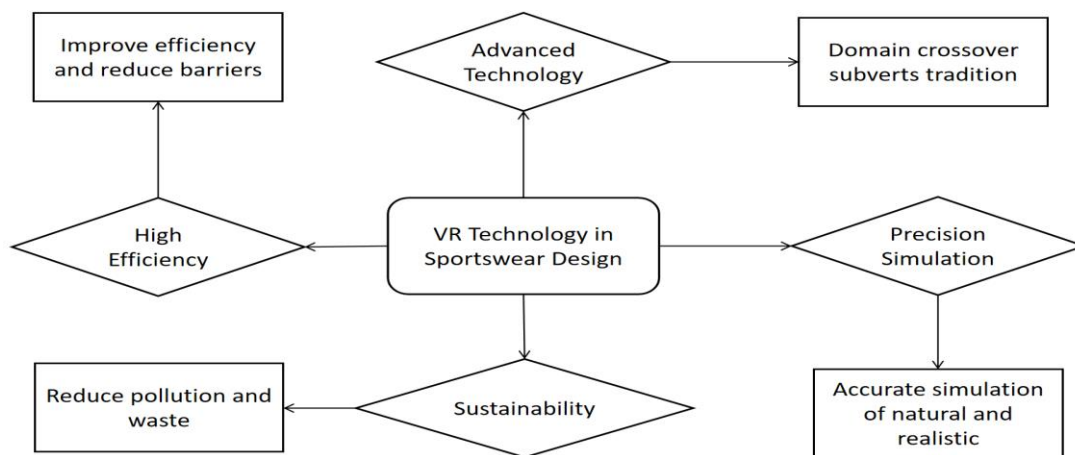 Improve efficiency
and reduce barriers
Advanced
Technology
Domain crossover
subverts tradition
High
Efficiency
VR Technology in
Sportswear Design
Precision
Simulation
Reduce pollution and
waste
Sustainability
Accurate simulation
of natural and
realistic